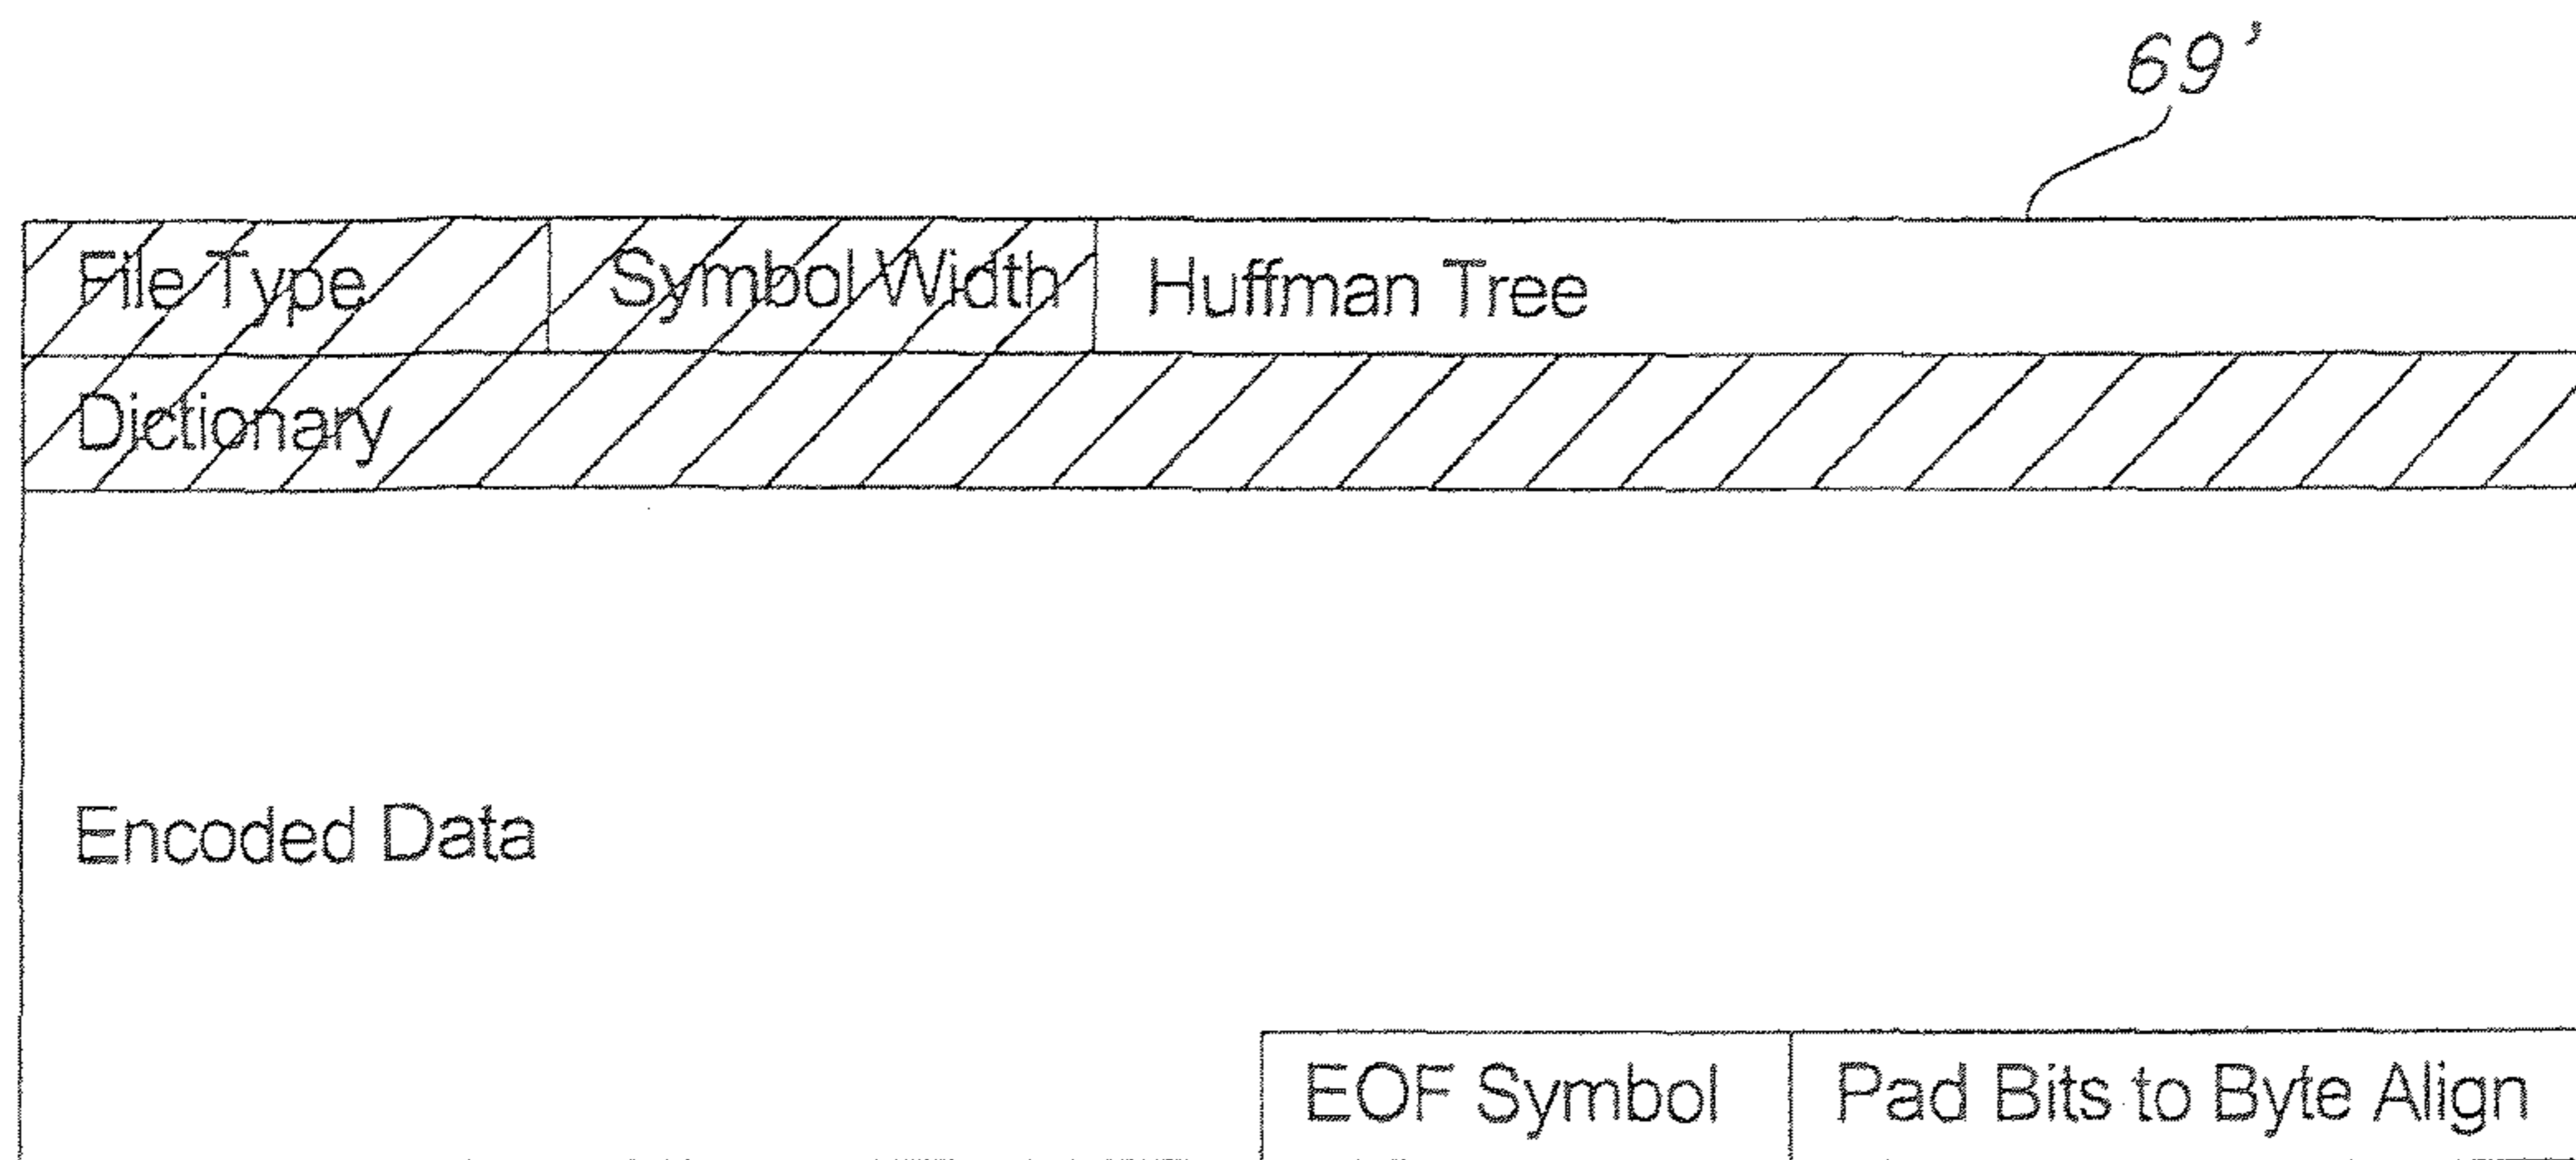 69'
File Type Symbol Width Huffman Tree
Dictionary
Encoded Data
EOF Symbol Pad Bits to Byte Align